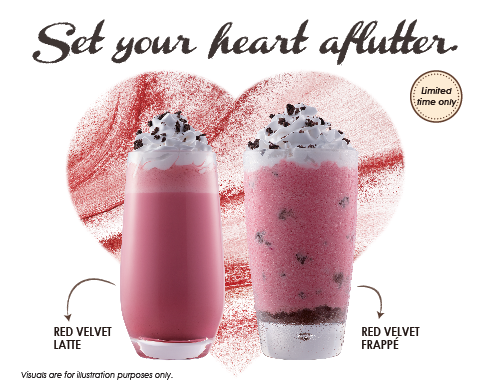 Set your heart aflutter.
Limited
time only
RED VELVET
LATTE
RED VELVET
FRAPPÉ
Visuals are for illustration purposes only.